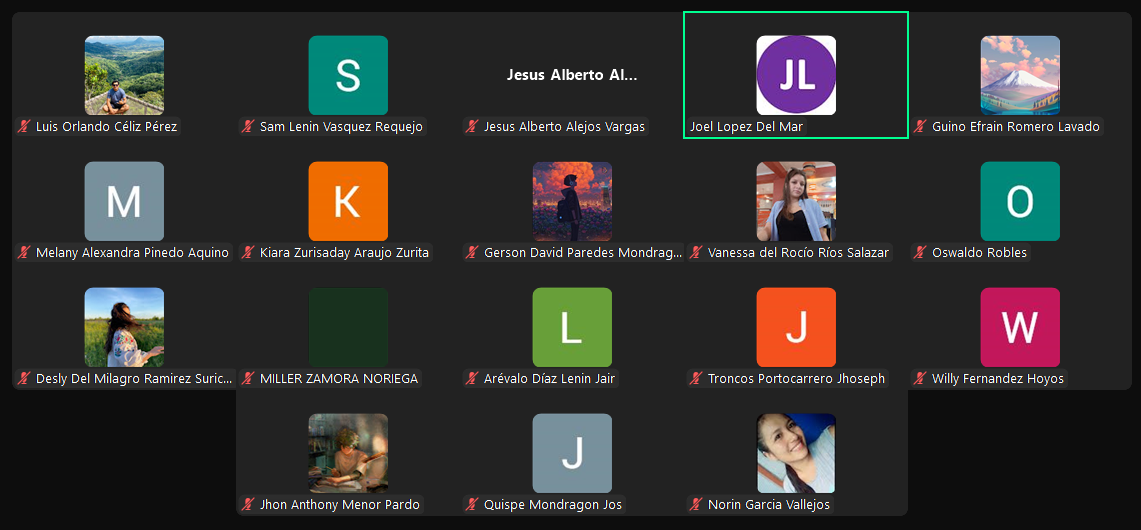 S
Jesus Alberto Al...
JL
Luis Orlando Céliz Pérez
Sam Lenin Vasquez Requejo
Jesus Alberto Alejos Vargas
Joel Lopez Del Mar
Guino Efrain Romero Lavado
M
K
O
Melany Alexandra Pinedo Aquino
Kiara Zurisaday Araujo Zurita
Gerson David Paredes Mondrag...
Vanessa del Rocío Ríos Salazar
Oswaldo Robles
L
J
W
Desly Del Milagro Ramirez Suric...
MILLER ZAMORA NORIEGA
Arévalo Díaz Lenin Jair
Troncos Portocarrero Jhoseph
Willy Fernandez Hoyos
J
Jhon Anthony Menor Pardo
Quispe Mondragon Jos
Norin Garcia Vallejos